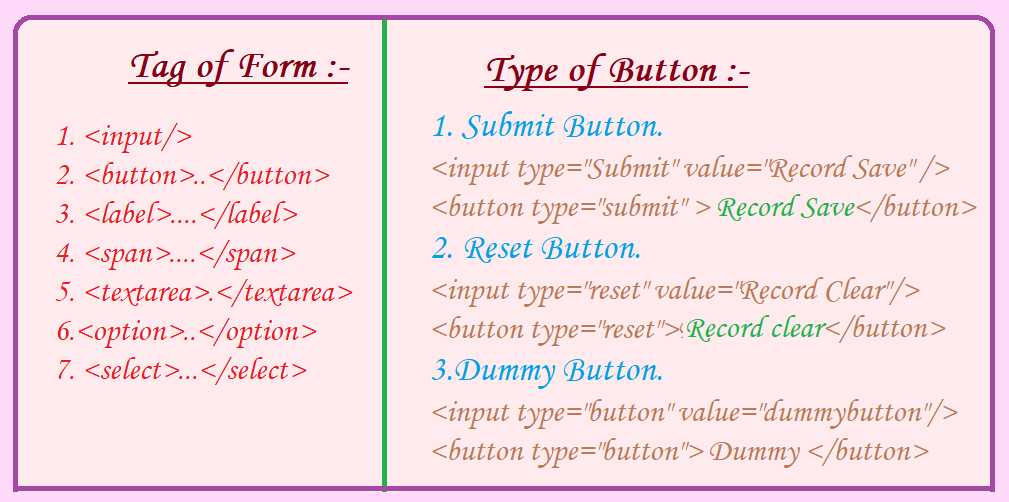 Tag of Form :-
1. <input/>
2. <button>..</button>
3. <label>....</label>
4. <span>....</span>
5. <textarea>.</textarea>
6.<option>..</option>
7. <select>...</select>
Type of Button :-
1. Submit Button.
<input type="Submit" value="Record Save" />
<button type="submit" > Record Save</button>
2. Reset Button.
<input type="reset" value="Record Clear"/>
<button type="reset"> Record clear</button>
3.Dummy Button.
<input type="button" value="dummybutton"/>
<button type="button"> Dummy </button>